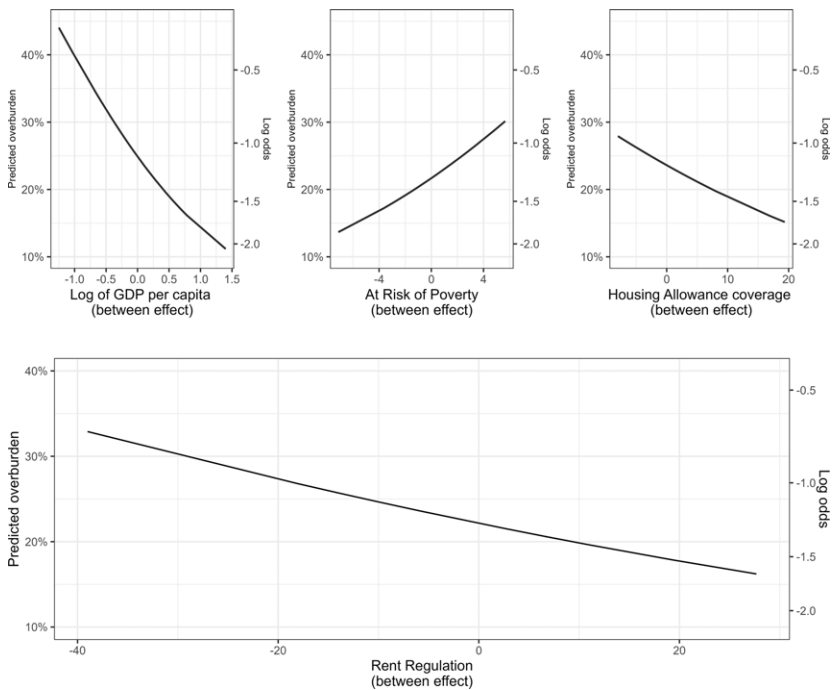 40%
30%
20%
10%
Predicted overburden
-0.5
-1.0
-1.5
-2.0
Log odds
-1.0 -0.5 0.0 0.5 1.0 1.5
Log of GDP per capita
(between effect)
40%
30%
20%
10%
Predicted overburden
-0.5
-1.0
-1.5
-2.0
Log odds
-4 0 4
At Risk of Poverty
(between effect)
40%
30%
20%
10%
Predicted overburden
-0.5
-1.0
-1.5
-2.0
Log odds
0 10 20
Housing Allowance coverage
(between effect)
40%
30%
20%
10%
Predicted overburden
-0.5
-1.0
-1.5
-2.0
Log odds
-40 -20 0 20
Rent Regulation
(between effect)